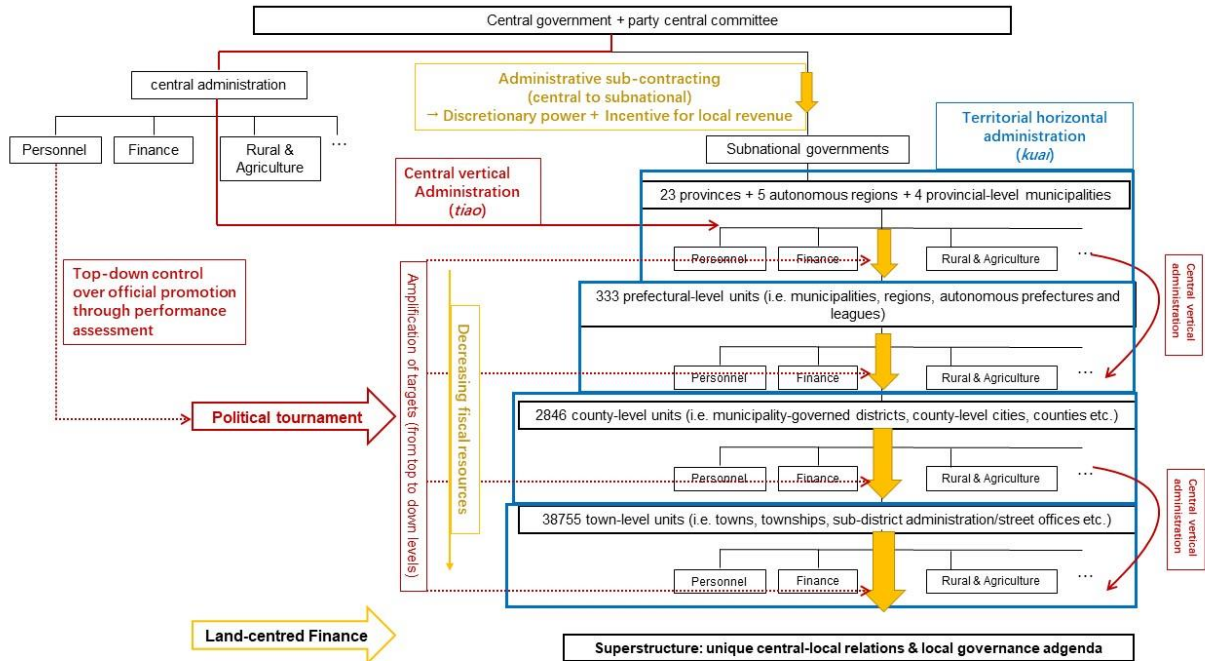 Central government + party central committee
central administration
Personnel
Finance
Rural &
Agriculture
...
Administrative sub-contracting
(central to subnational)
→ Discretionary power + Incentive for local revenue
Subnational governments
Territorial horizontal
administration
(kuai)
Central vertical
Administration
(tiao)
23 provinces + 5 autonomous regions + 4 provincial-level municipalities
Personnel
Finance
Rural & Agriculture
...
Top-down control
over official promotion
through performance
assessment
Amplification of targets (from top to down levels)
Decreasing fiscal resources
Central vertical
administration
333 prefectural-level units (i.e. municipalities, regions, autonomous prefectures and
leagues)
Personnel
Finance
Rural & Agriculture
...
Political tournament
2846 county-level units (i.e. municipality-governed districts, county-level cities, counties etc.)
Personnel
Finance
Rural & Agriculture
...
Central vertical
administration
38755 town-level units (i.e. towns, townships, sub-district administration/street offices etc.)
Personnel
Finance
Rural & Agriculture
...
Land-centred Finance
Superstructure: unique central-local relations & local governance adgenda